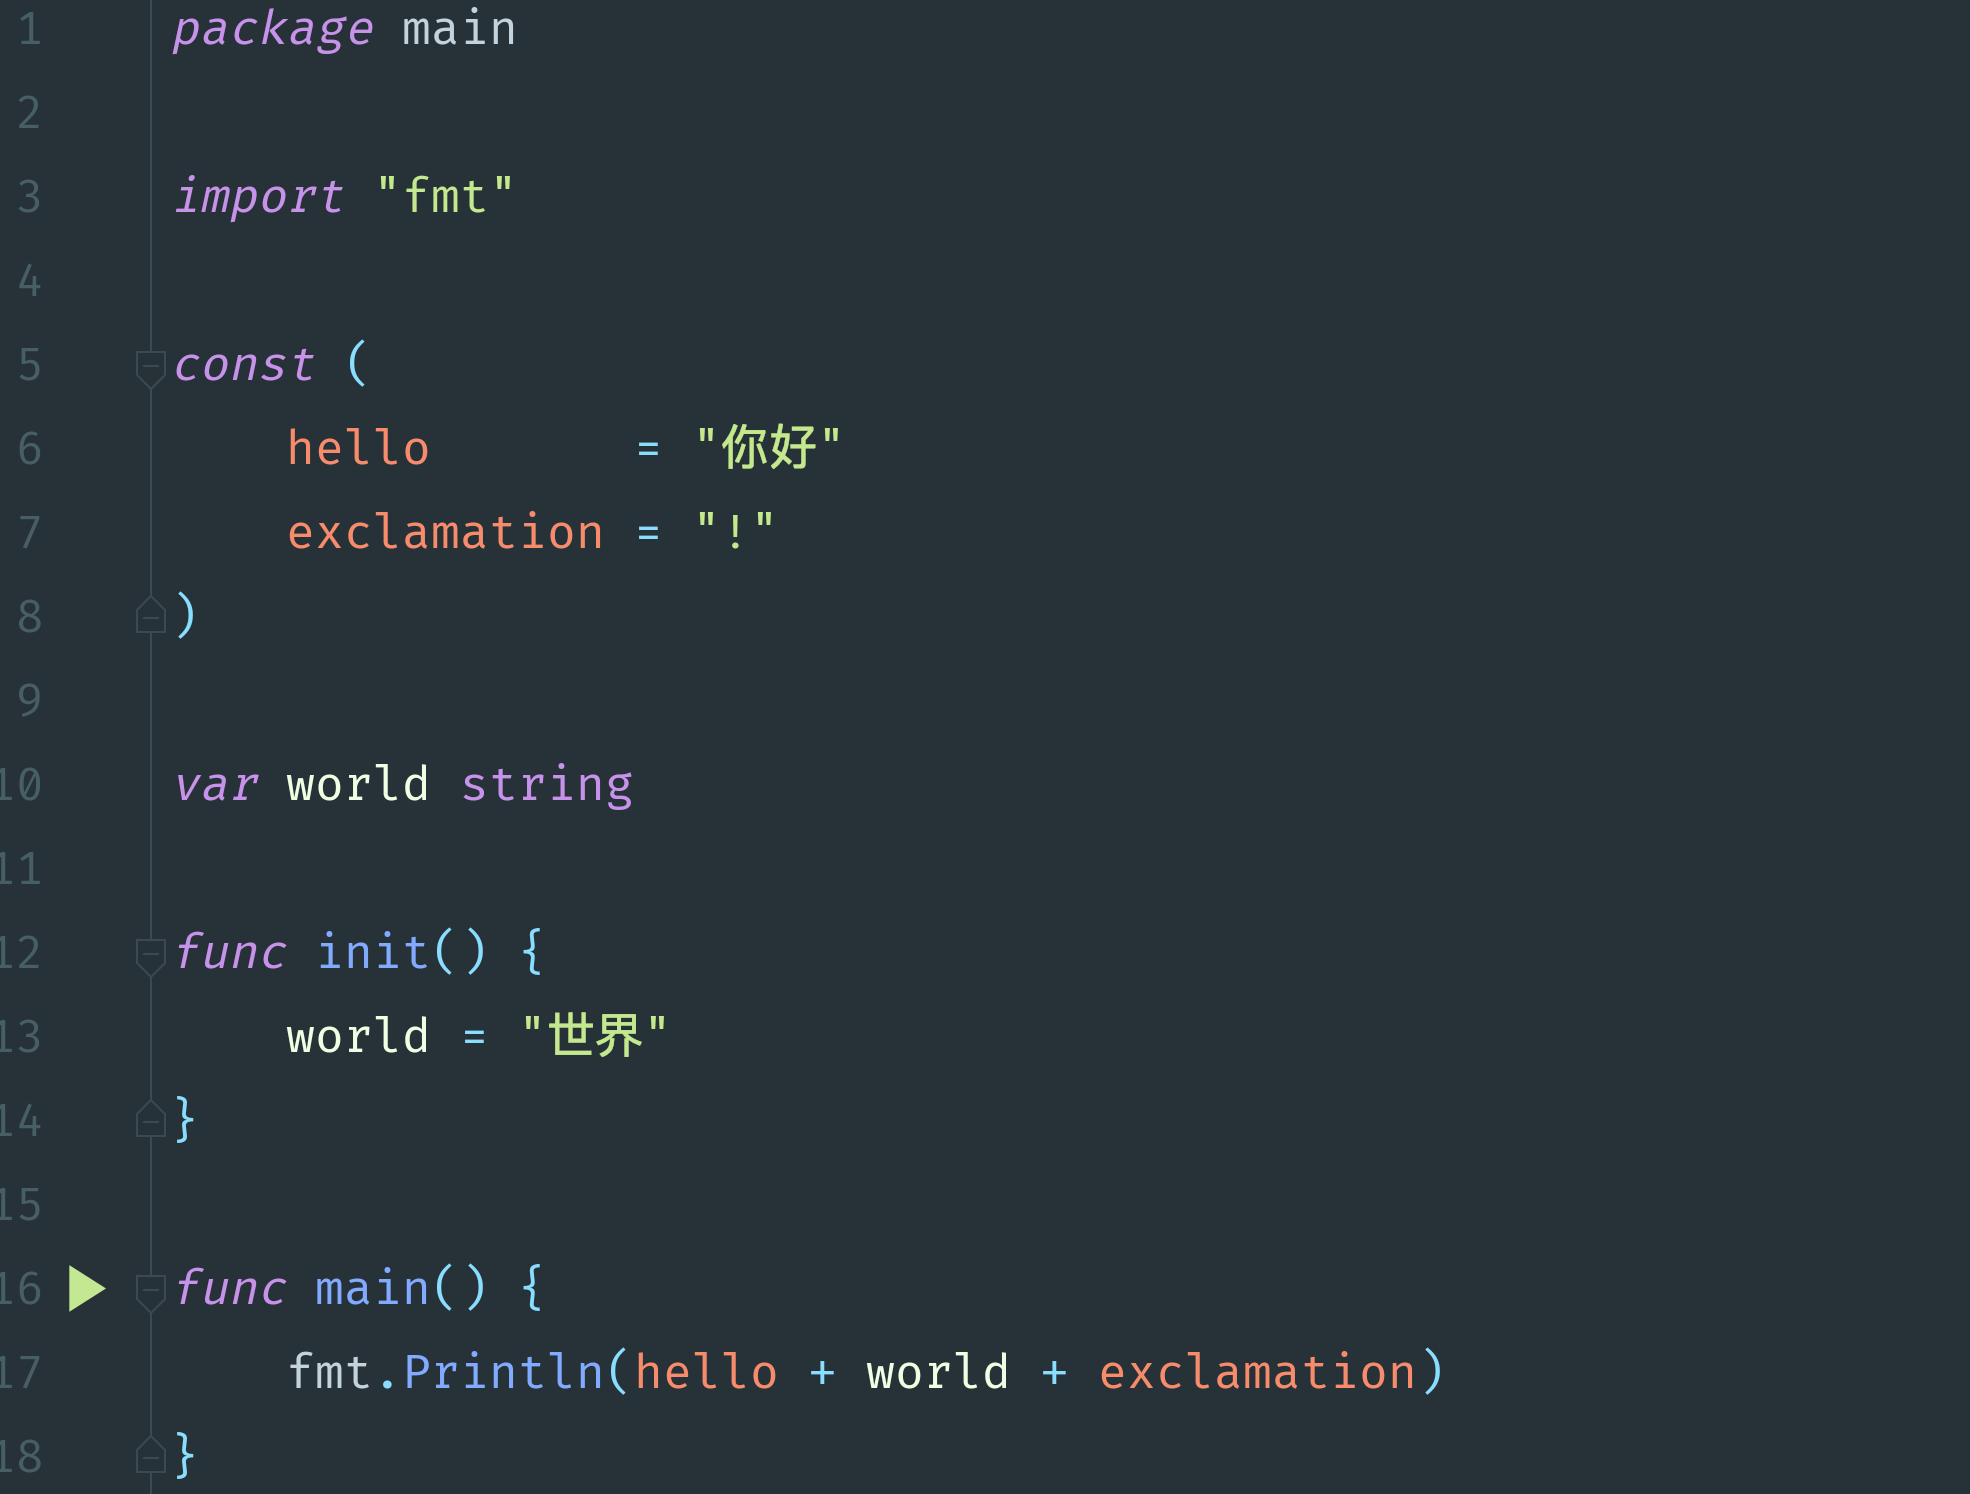 1 package main
2
3 import "fmt"
4
5 const (
6     hello       = "你好"
7     exclamation = "!"
8 )
9
10 var world string
11
12 func init() {
13     world = "世界"
14 }
15
16 func main() {
17     fmt.Println(hello + world + exclamation)
18 }